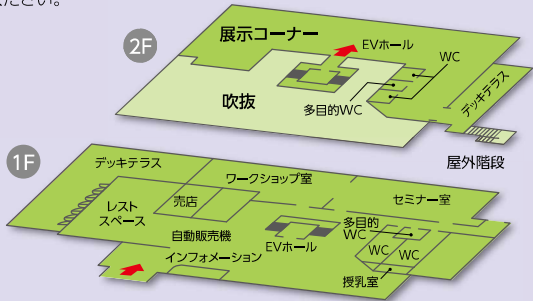 ださい。
2F
展示コーナー
EVホール
WC
多目的WC
吹抜
デッキテラス
屋外階段
1F
デッキテラス
ワークショップ室
セミナー室
レスト
スペース
売店
自動販売機
EVホール
多目的
WC
WC
WC
インフォメーション
授乳室